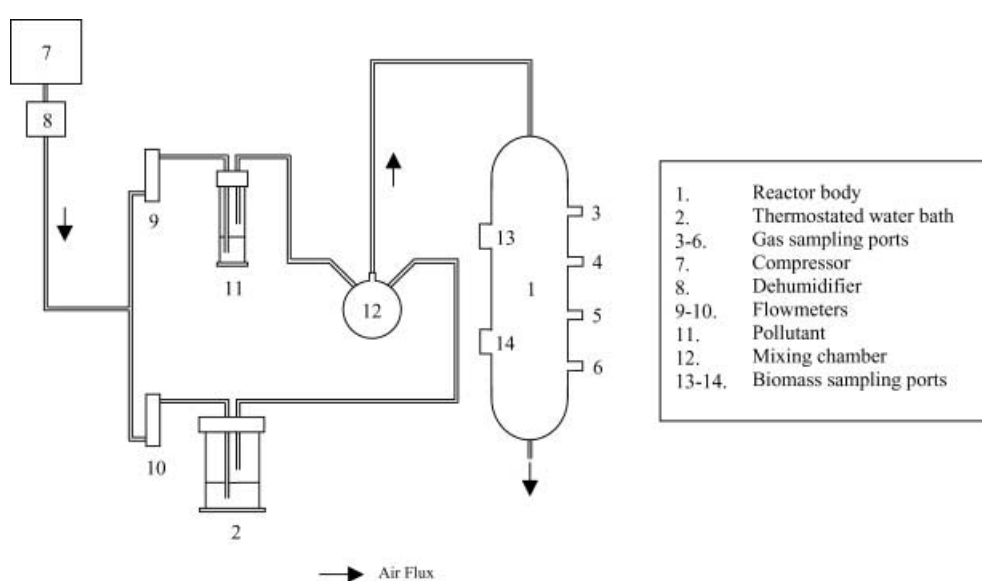 7
8
9
10
11
2
12
13
14
1
3
4
5
6
1. Reactor body
2. Thermostated water bath
3-6. Gas sampling ports
7. Compressor
8. Dehumidifier
9-10. Flowmeters
11. Pollutant
12. Mixing chamber
13-14. Biomass sampling ports
Air Flux